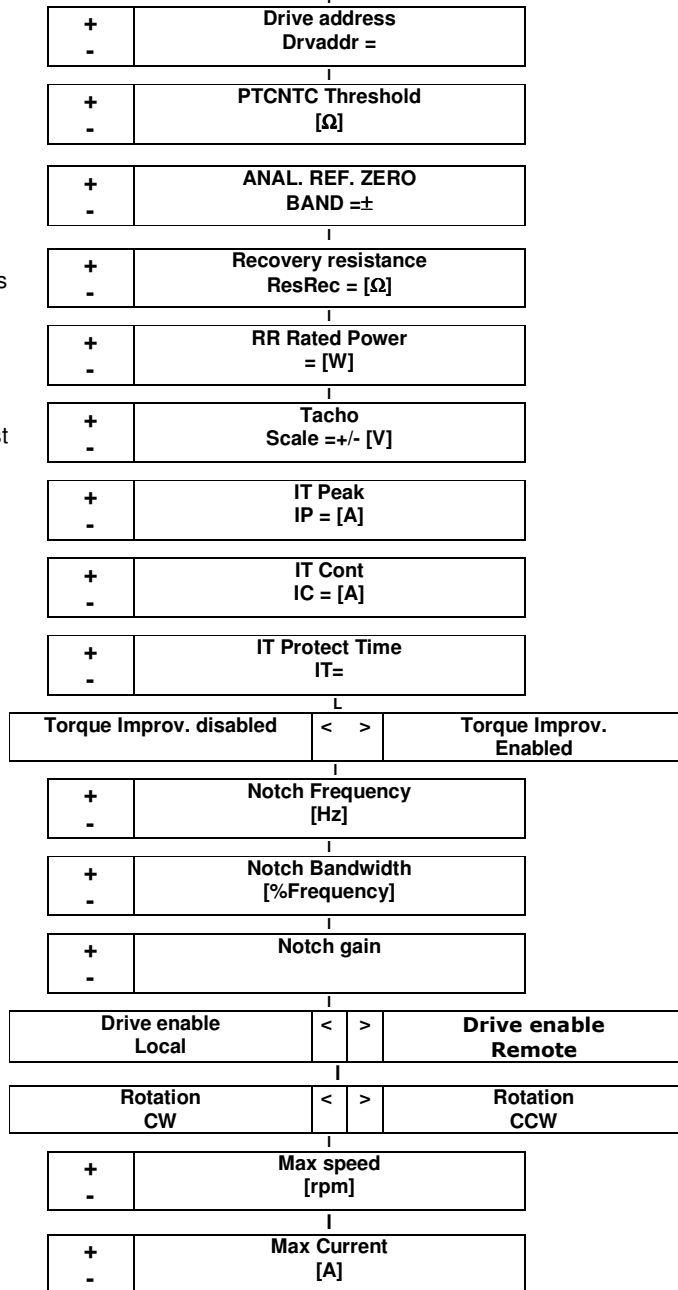 + Drive address
- Drvaddr =
I
+ PTCNTC Threshold
- [Ω]
+ ANAL. REF. ZERO
- BAND =±
I
s
+ Recovery resistance
- ResRec = [Ω]
I
+ RR Rated Power
- = [W]
I
+ Tacho
st
- Scale =+/- [V]
+ IT Peak
- IP = [A]
+ IT Cont
- IC = [A]
+ IT Protect Time
- IT=
L
Torque Improv. disabled < > Torque Improv.
Enabled
I
+ Notch Frequency
- [Hz]
I
+ Notch Bandwidth
- [%Frequency]
I
+ Notch gain
-
I
Drive enable < > Drive enable
Local Remote
I
Rotation < > Rotation
CW CCW
I
+ Max speed
- [rpm]
I
+ Max Current
- [A]